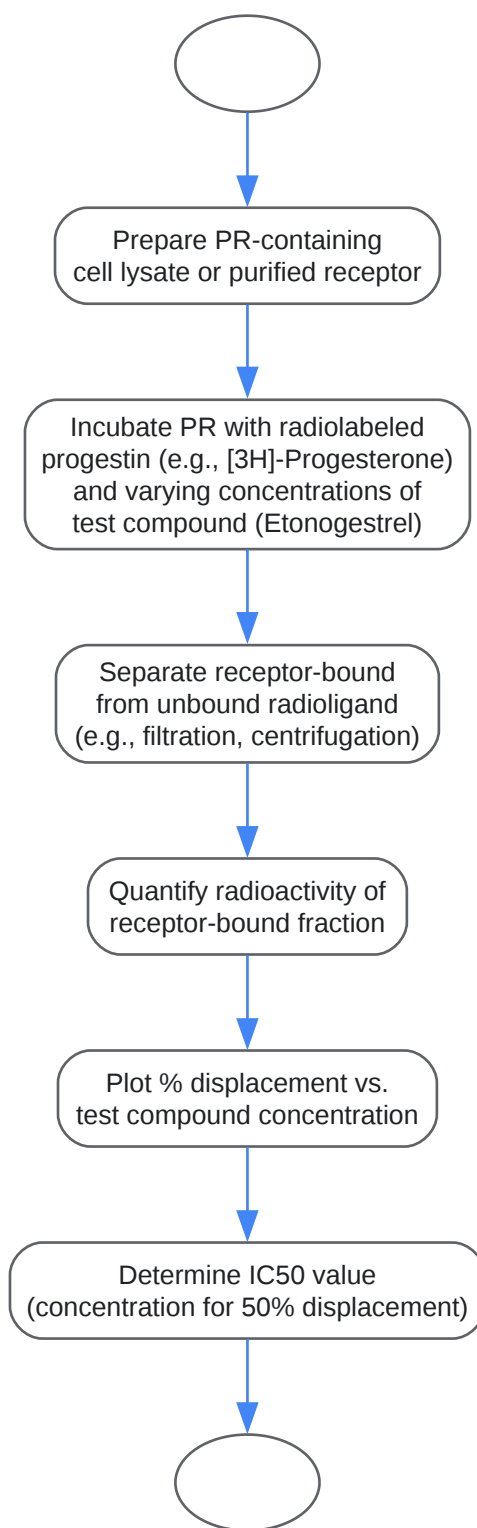 Prepare PR-containing
cell lysate or purified receptor
Incubate PR with radiolabeled
progestin (e.g., [3H]-Progesterone)
and varying concentrations of
test compound (Etonogestrel)
Separate receptor-bound
from unbound radioligand
(e.g., filtration, centrifugation)
Quantify radioactivity of
receptor-bound fraction
Plot % displacement vs.
test compound concentration
Determine IC50 value
(concentration for 50% displacement)